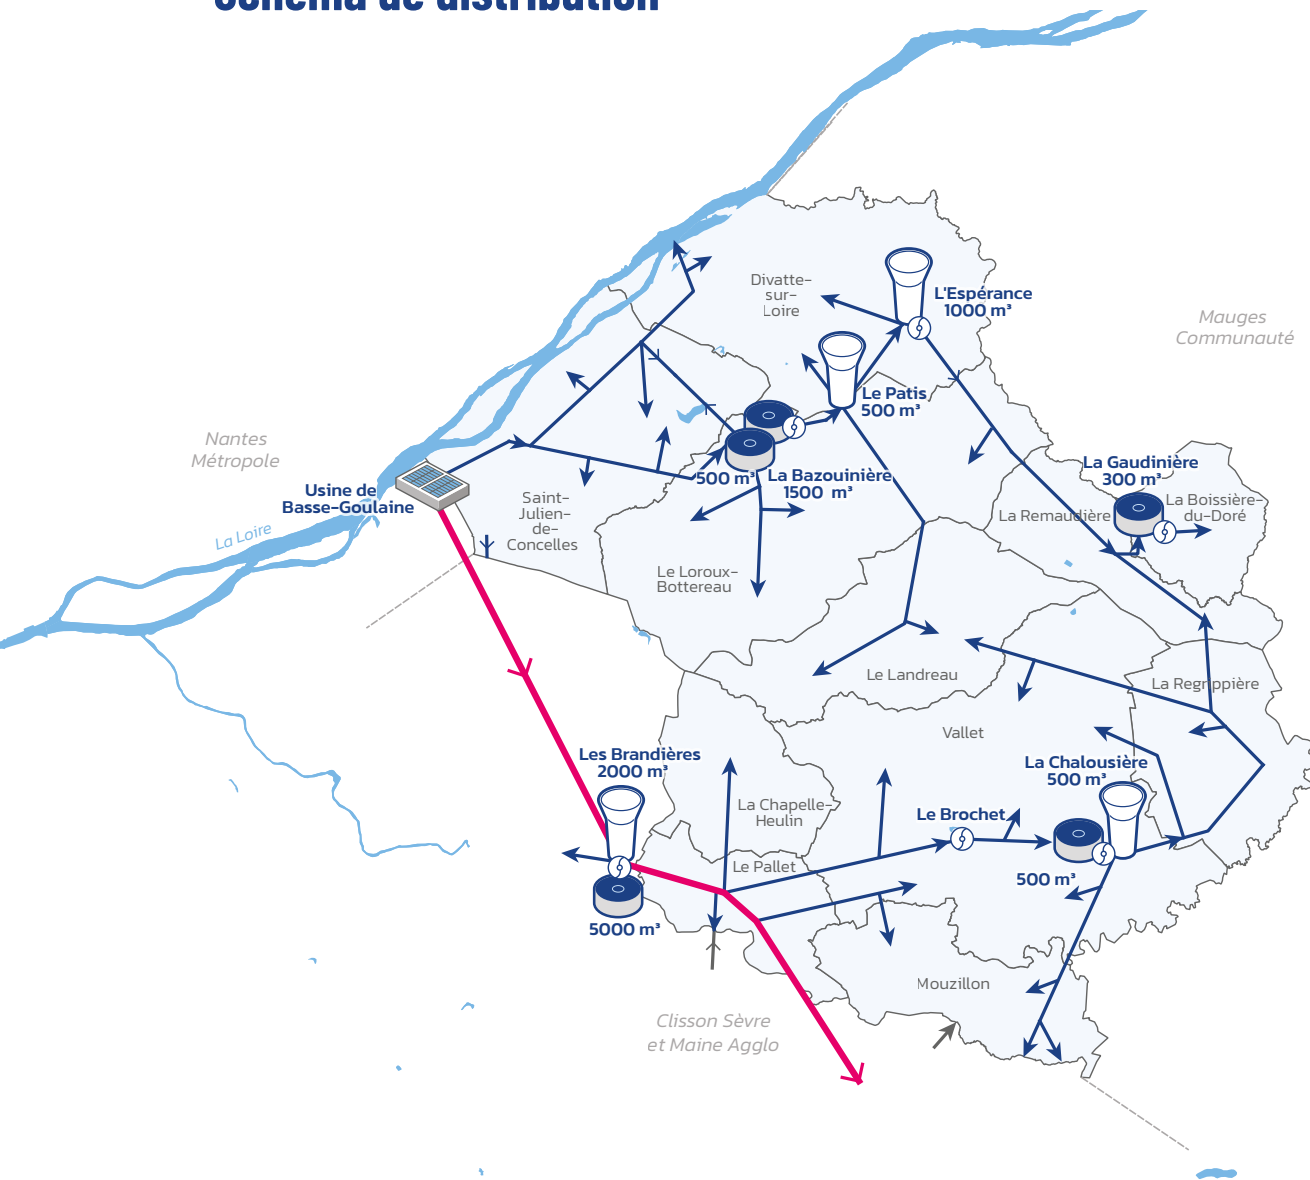 Schéma de distribution
Divatte-
sur-
Loire
L'Espérance
1000 m³
Mauges
Communauté
Le Patis
500 m³
Nantes
Métropole
Usine de
Basse-Goulaine
La Loire
Saint-
Julien-
de-
Concelles
500 m³
La Bazouinière
1500 m³
La Gaudinière
300 m³
La Remaudière
La Boissière-
du-Doré
Le Loroux-
Bottereau
Le Landreau
La Regrippière
Vallet
Les Brandières
2000 m³
La Chalousière
500 m³
La Chapelle-
Heulin
Le Brochet
Le Pallet
500 m³
5000 m³
Mouzillon
Clisson Sèvre
et Maine Agglo